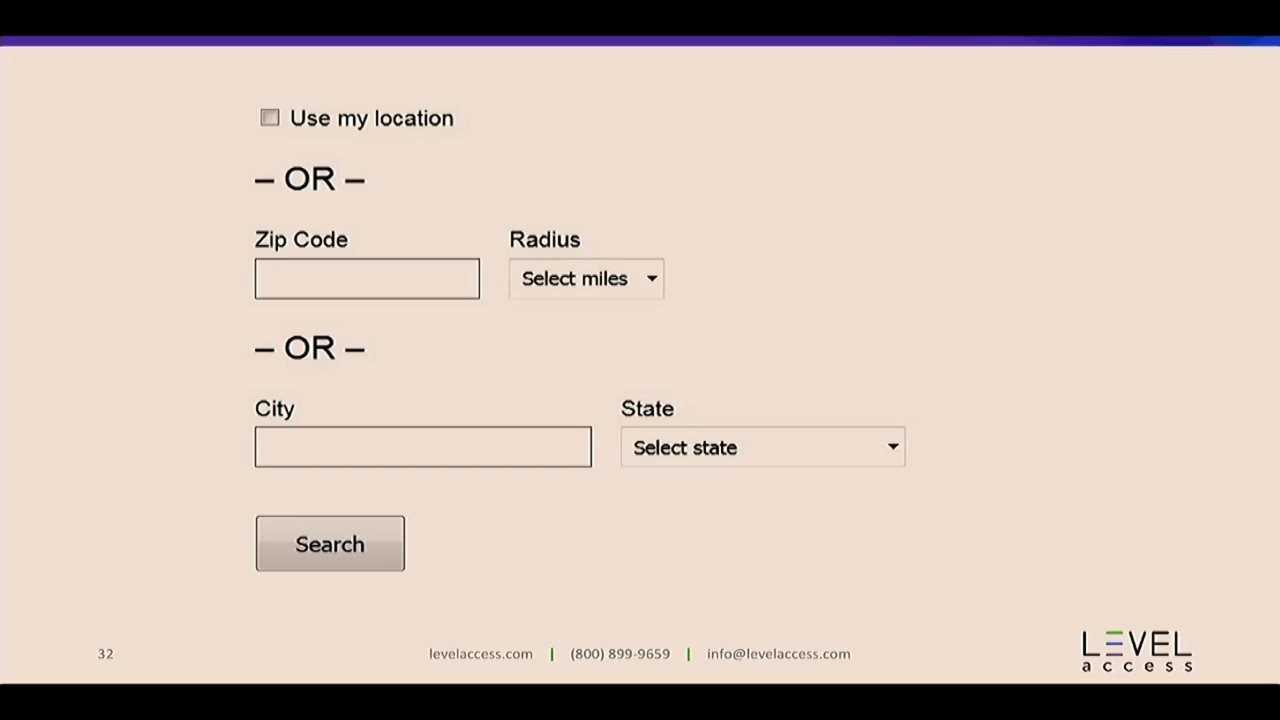 Use my location
– OR –
Zip Code Radius
Select miles
– OR –
City State
Select state
Search
32 levelaccess.com | (800) 899-9659 | info@levelaccess.com
LEVEL
access